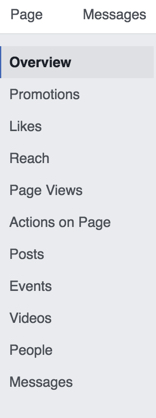 Page Messages
Overview
Promotions
Likes
Reach
Page Views
Actions on Page
Posts
Events
Videos
People
Messages